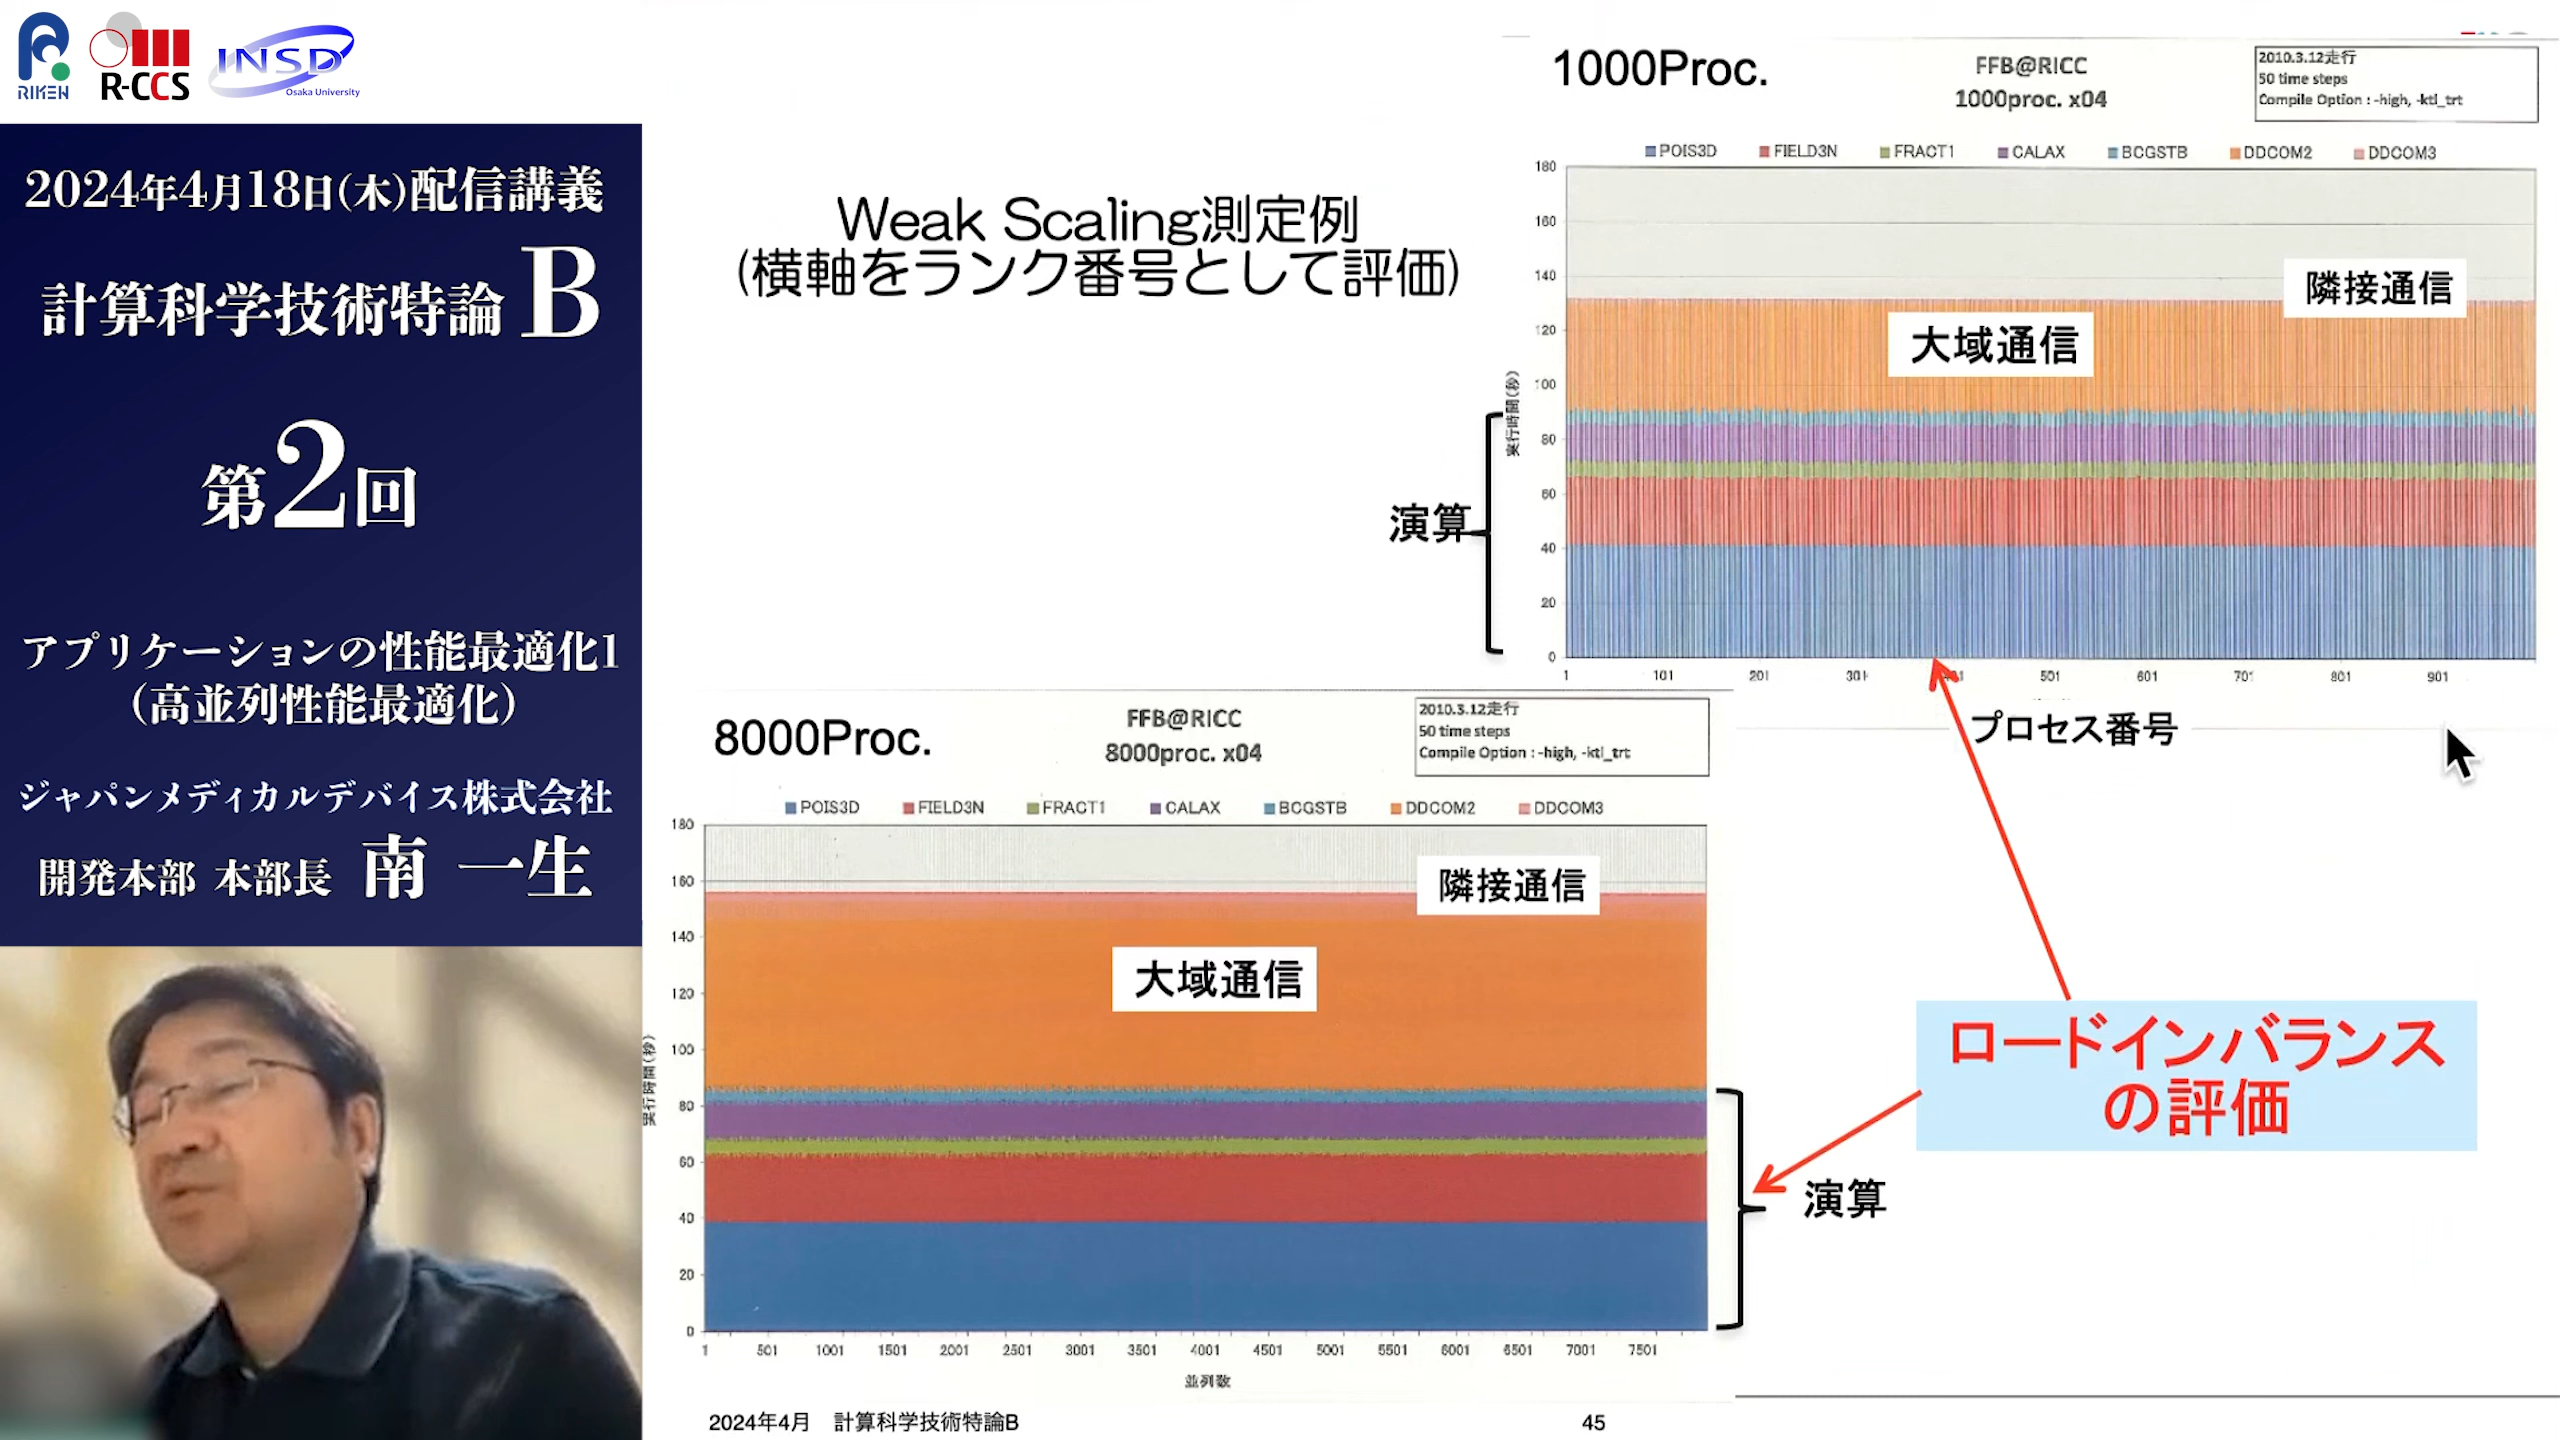 RIKEN
R-CCS
INSD
Osaka University
2024年4月18日(木)配信講義
計算科学技術特論 B
第2回
アプリケーションの性能最適化1
(高並列性能最適化)
ジャパンメディカルデバイス株式会社
開発本部 本部長 南 一生
Weak Scaling測定例
(横軸をランク番号として評価)
1000Proc.
FFB@RICC
1000proc. x04
2010.3.12走行
50 time steps
Compile Option : -high, -ktl_trt
POIS3D FIELD3N FRACT1 CALAX BCGSTB DDCOM2 DDCOM3
180
160
140
120
100
80
60
40
20
0
実行時間(秒)
隣接通信
大域通信
演算
1 101 201 301 401 501 601 701 801 901
プロセス番号
8000Proc.
FFB@RICC
8000proc. x04
2010.3.12走行
50 time steps
Compile Option : -high, -ktl_trt
POIS3D FIELD3N FRACT1 CALAX BCGSTB DDCOM2 DDCOM3
180
160
140
120
100
80
60
40
20
0
実行時間(秒)
隣接通信
大域通信
演算
1 501 1001 1501 2001 2501 3001 3501 4001 4501 5001 5501 6001 6501 7001 7501
並列数
ロードインバランス
の評価
2024年4月 計算科学技術特論B
45